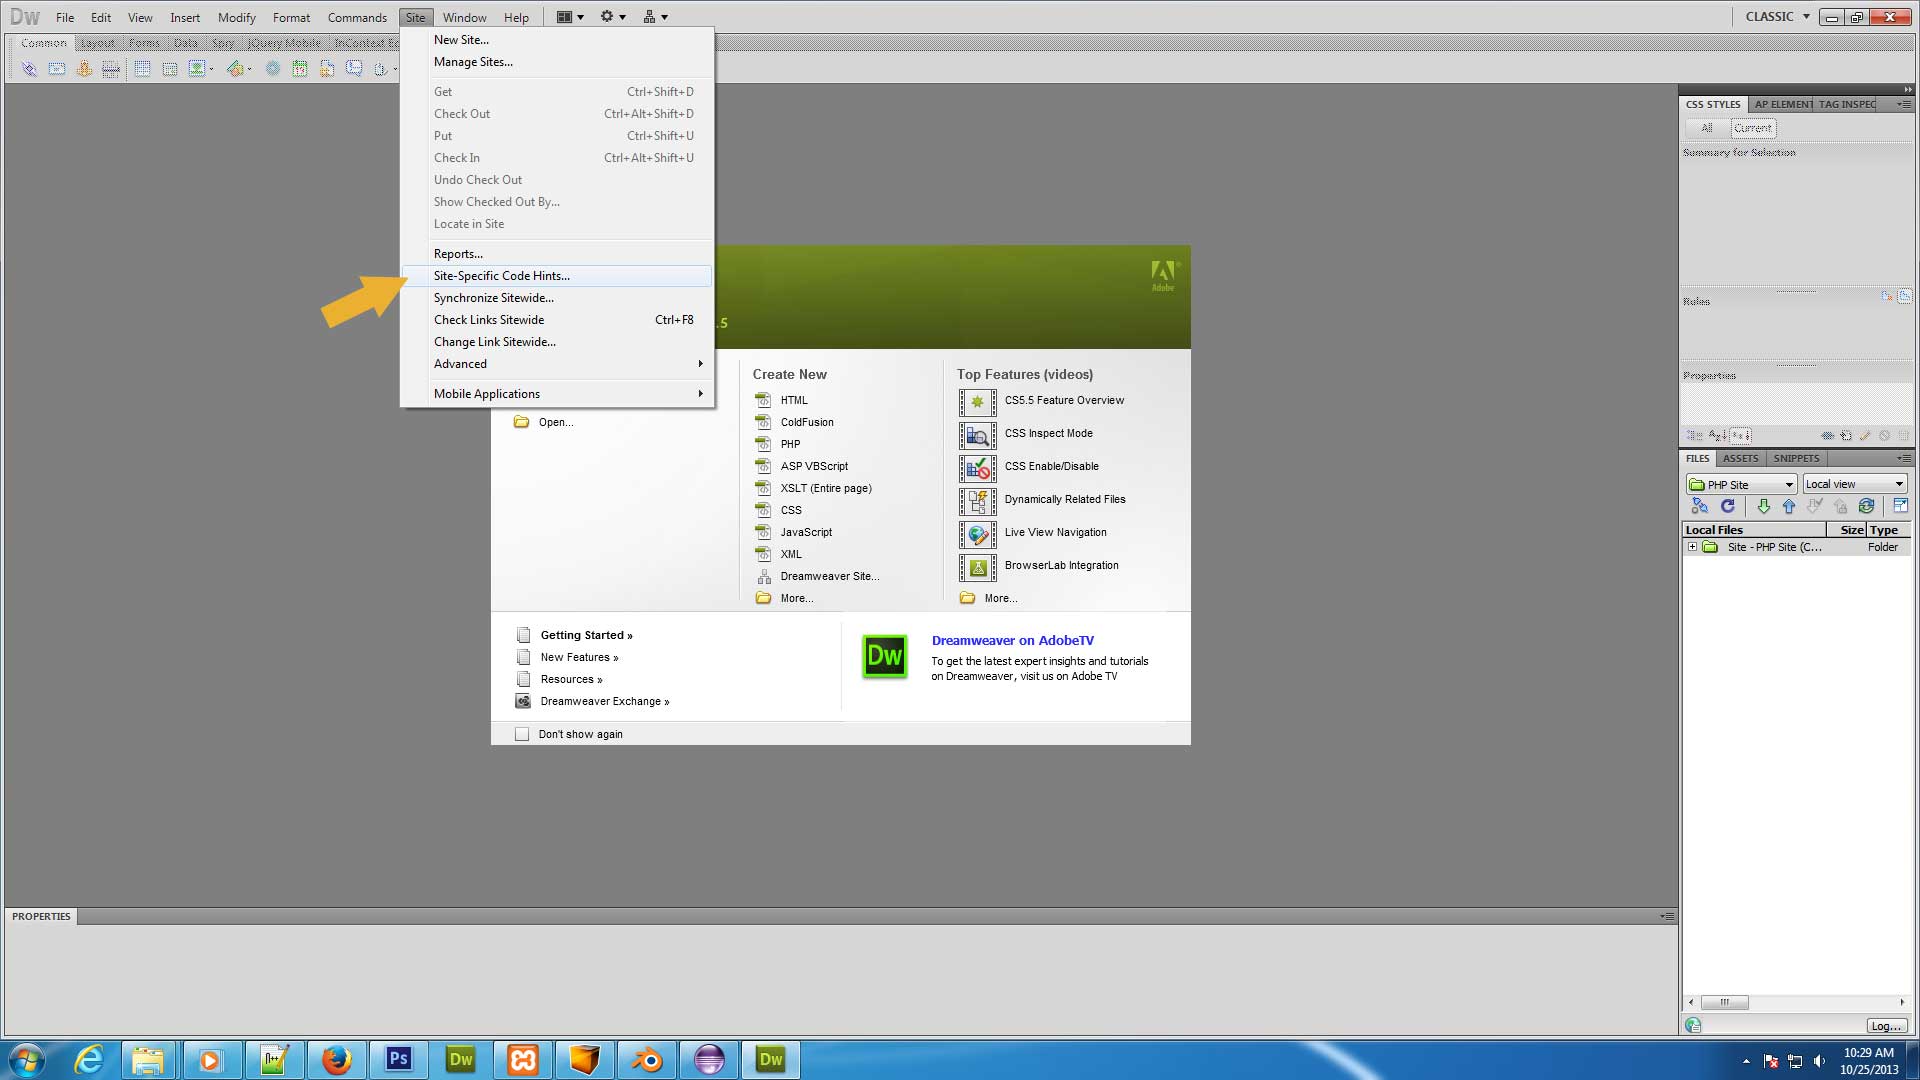 Dw File Edit View Insert Modify Format Commands Site Window Help CLASSIC
Common Layout Forms Data Spry jQuery Mobile InContext Ed
New Site...
Manage Sites...
Get Ctrl+Shift+D
Check Out Ctrl+Alt+Shift+D
Put Ctrl+Shift+U
Check In Ctrl+Alt+Shift+U
Undo Check Out
Show Checked Out By...
Locate in Site
Reports...
Site-Specific Code Hints...
Synchronize Sitewide...
Check Links Sitewide Ctrl+F8
Change Link Sitewide...
Advanced
Mobile Applications
Adobe
.5
Open...
Create New
HTML
ColdFusion
PHP
ASP VBScript
XSLT (Entire page)
CSS
JavaScript
XML
Dreamweaver Site...
More...
Top Features (videos)
CS5.5 Feature Overview
CSS Inspect Mode
CSS Enable/Disable
Dynamically Related Files
Live View Navigation
BrowserLab Integration
More...
Getting Started »
New Features »
Resources »
Dreamweaver Exchange »
Dw
Dreamweaver on AdobeTV
To get the latest expert insights and tutorials
on Dreamweaver, visit us on Adobe TV
Don't show again
CSS STYLES AP ELEMENT TAG INSPEC
All Current
Summary for Selection
Rules
Properties
FILES ASSETS SNIPPETS
PHP Site Local view
Local Files Size Type
Site - PHP Site (C... Folder
Log...
PROPERTIES
Ps Dw Dw
10:29 AM
10/25/2013